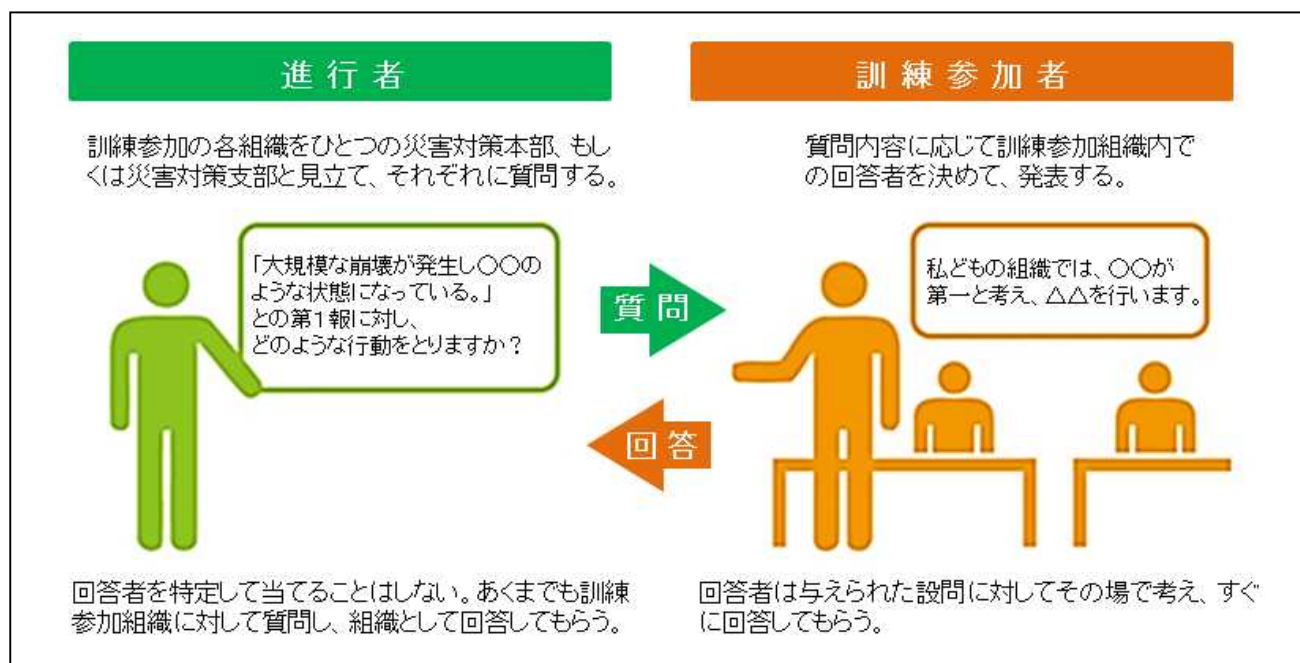 進行者
訓練参加者
訓練参加の各組織をひとつの災害対策本部、もし
くは災害対策支部と見立て、それぞれに質問する。
質問内容に応じて訓練参加組織内で
の回答者を決めて、発表する。
「大規模な崩壊が発生し〇〇の
ような状態になっている。」
との第1報に対し、
どのような行動をとりますか?
質問
私どもの組織では、〇〇が
第一と考え、△△を行います。
回答
回答者を特定して当てることはしない。あくまでも訓練
参加組織に対して質問し、組織として回答してもらう。
回答者は与えられた設問に対してその場で考え、すぐ
に回答してもらう。